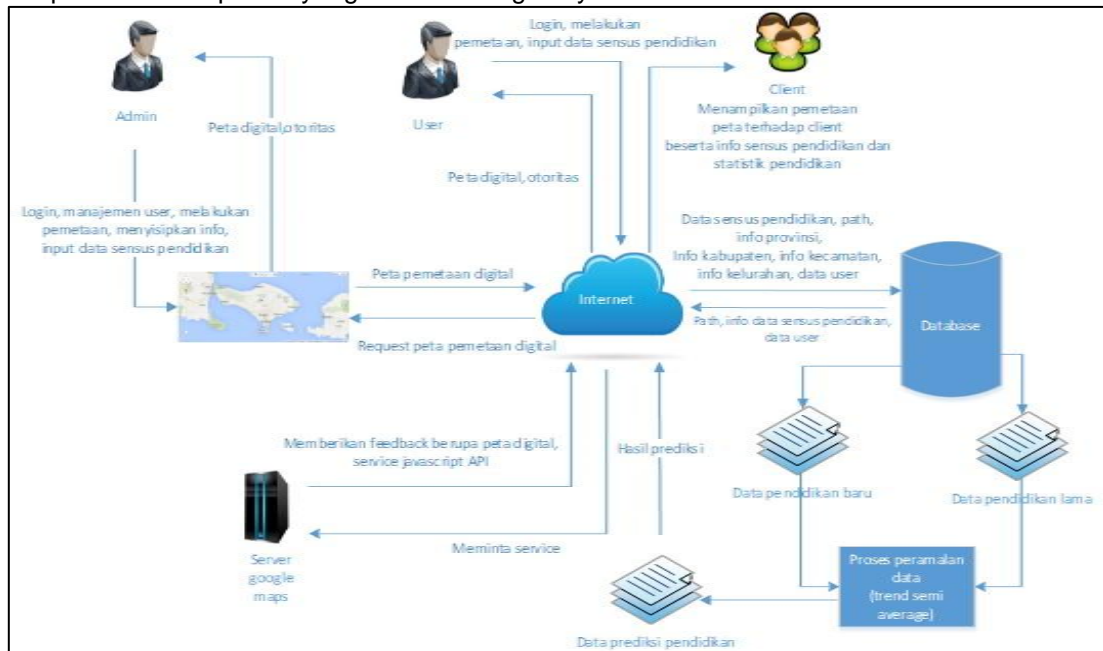 Login, melakukan
pemetaan, input data sensus pendidikan
Admin
User
Client
Menampilkan pemetaan
peta terhadap client
beserta info sensus pendidikan dan
statistik pendidikan
Peta digital,otoritas
Peta digital, otoritas
Login, manajemen user, melakukan
pemetaan, menyisipkan info,
input data sensus pendidikan
Data sensus pendidikan, path,
info provinsi,
Info kabupaten, info kecamatan,
info kelurahan, data user
Peta pemetaan digital
Internet
Database
Path, info data sensus pendidikan,
data user
Request peta pemetaan digital
Memberikan feedback berupa peta digital,
service javascript API
Hasil prediksi
Data pendidikan baru
Data pendidikan lama
Server
google
maps
Meminta service
Proses peramalan
data
(trend semi
average)
Data prediksi pendidikan